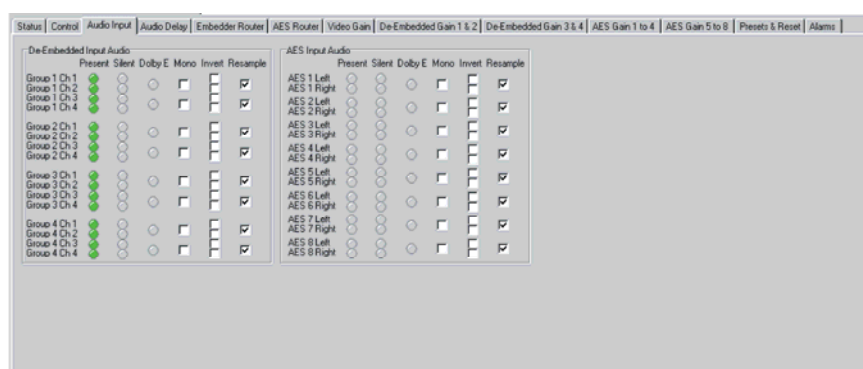 Status Control Audio Input Audio Delay Embedder Router AES Router Video Gain De-Embedded Gain 1 & 2 De-Embedded Gain 3 & 4 AES Gain 1 to 4 AES Gain 5 to 8 Presets & Reset Alarms
De-Embedded Input Audio
Present Silent Dolby E Mono Invert Resample
Group 1 Ch 1
Group 1 Ch 2
Group 1 Ch 3
Group 1 Ch 4
Group 2 Ch 1
Group 2 Ch 2
Group 2 Ch 3
Group 2 Ch 4
Group 3 Ch 1
Group 3 Ch 2
Group 3 Ch 3
Group 3 Ch 4
Group 4 Ch 1
Group 4 Ch 2
Group 4 Ch 3
Group 4 Ch 4
AES Input Audio
Present Silent Dolby E Mono Invert Resample
AES 1 Left
AES 1 Right
AES 2 Left
AES 2 Right
AES 3 Left
AES 3 Right
AES 4 Left
AES 4 Right
AES 5 Left
AES 5 Right
AES 6 Left
AES 6 Right
AES 7 Left
AES 7 Right
AES 8 Left
AES 8 Right